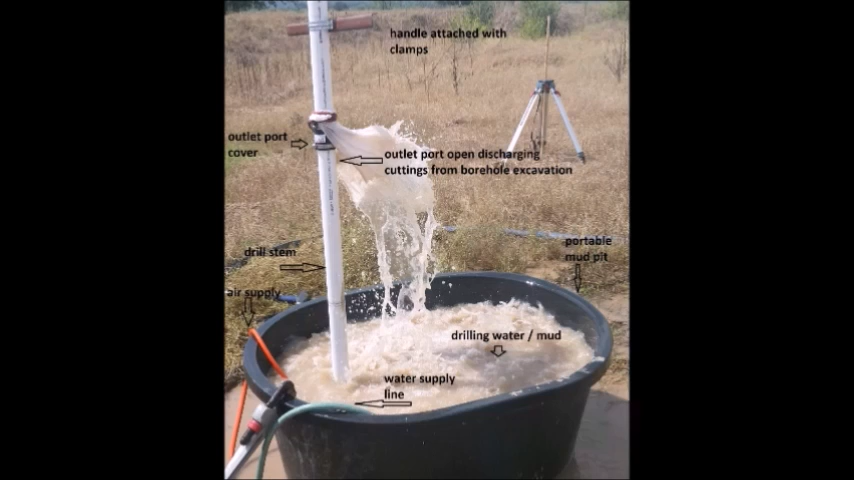 handle attached with
clamps
outlet port
cover
outlet port open discharging
cuttings from borehole excavation
drill stem
portable
mud pit
air supply
drilling water / mud
water supply
line